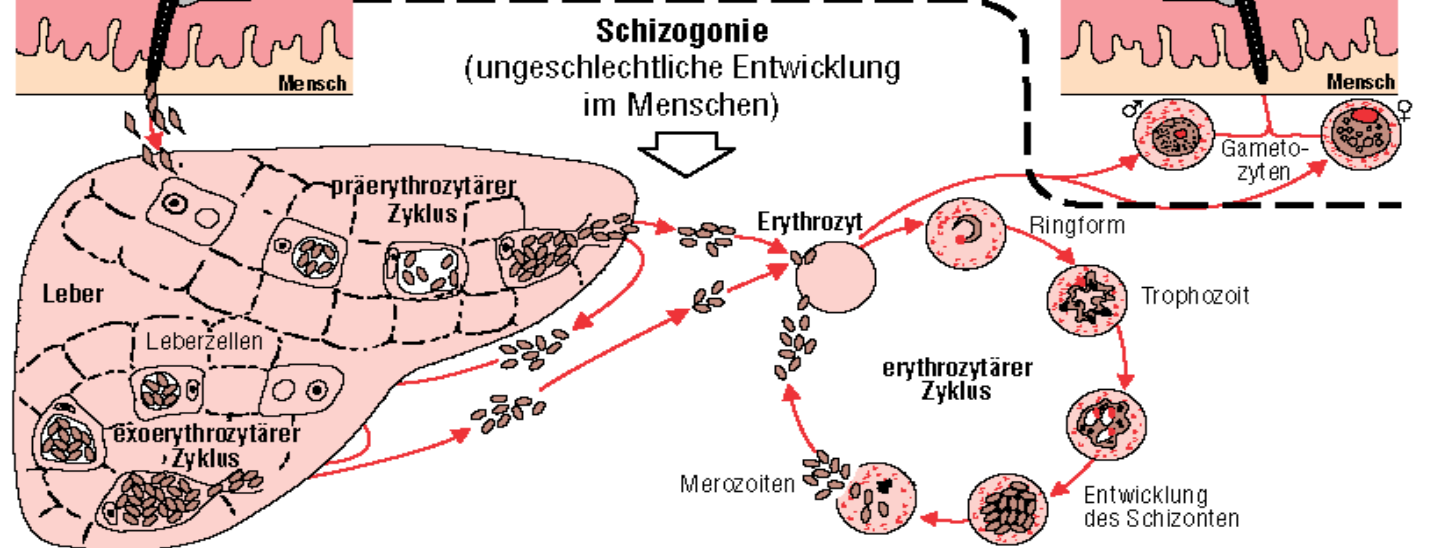 Schizogonie
(ungeschlechtliche Entwicklung
im Menschen)
Mensch
Mensch
♂
♀
Gameto-
zyten
präerythrozytärer
Zyklus
Erythrozyt
Ringform
Leber
Trophozoit
Leberzellen
erythrozytärer
Zyklus
exoerythrozytärer
Zyklus
Merozoiten
Entwicklung
des Schizonten